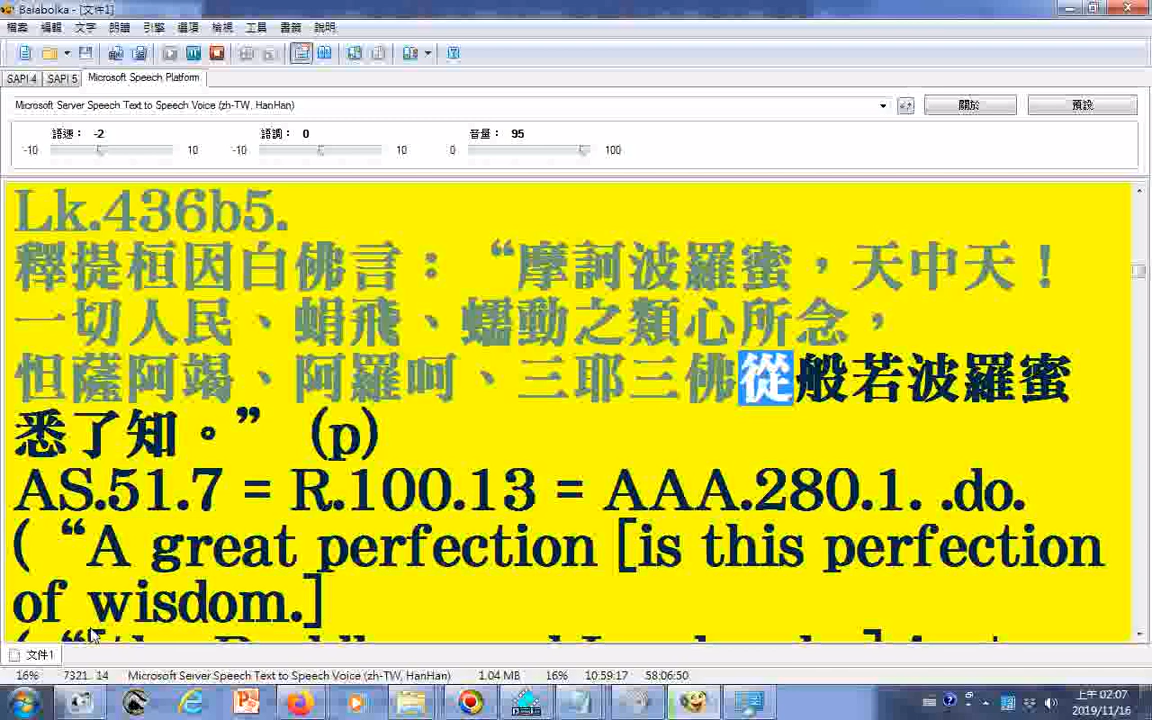 Balabolka - [文件1]
檔案 編輯 文字 朗讀 引擎 選項 檢視 工具 書籤 說明
SAPI 4 SAPI 5 Microsoft Speech Platform
Microsoft Server Speech Text to Speech Voice (zh-TW, HanHan) 關於 預設
語速： -2 語調： 0 音量： 95
-10 10 -10 10 0 100
Lk.436b5.
釋提桓因白佛言：“摩訶波羅蜜，天中天！
一切人民、蜎飛、蠕動之類心所念，
怛薩阿竭、阿羅呵、三耶三佛從般若波羅蜜
悉了知。” (p)
AS.51.7 = R.100.13 = AAA.280.1. .do.
( “A great perfection [is this perfection
of wisdom.]
文件1
16% 7321: 14 Microsoft Server Speech Text to Speech Voice (zh-TW, HanHan) 1.04 MB 16% 10:59:17 58:06:50
上午 02:07
2019/11/16